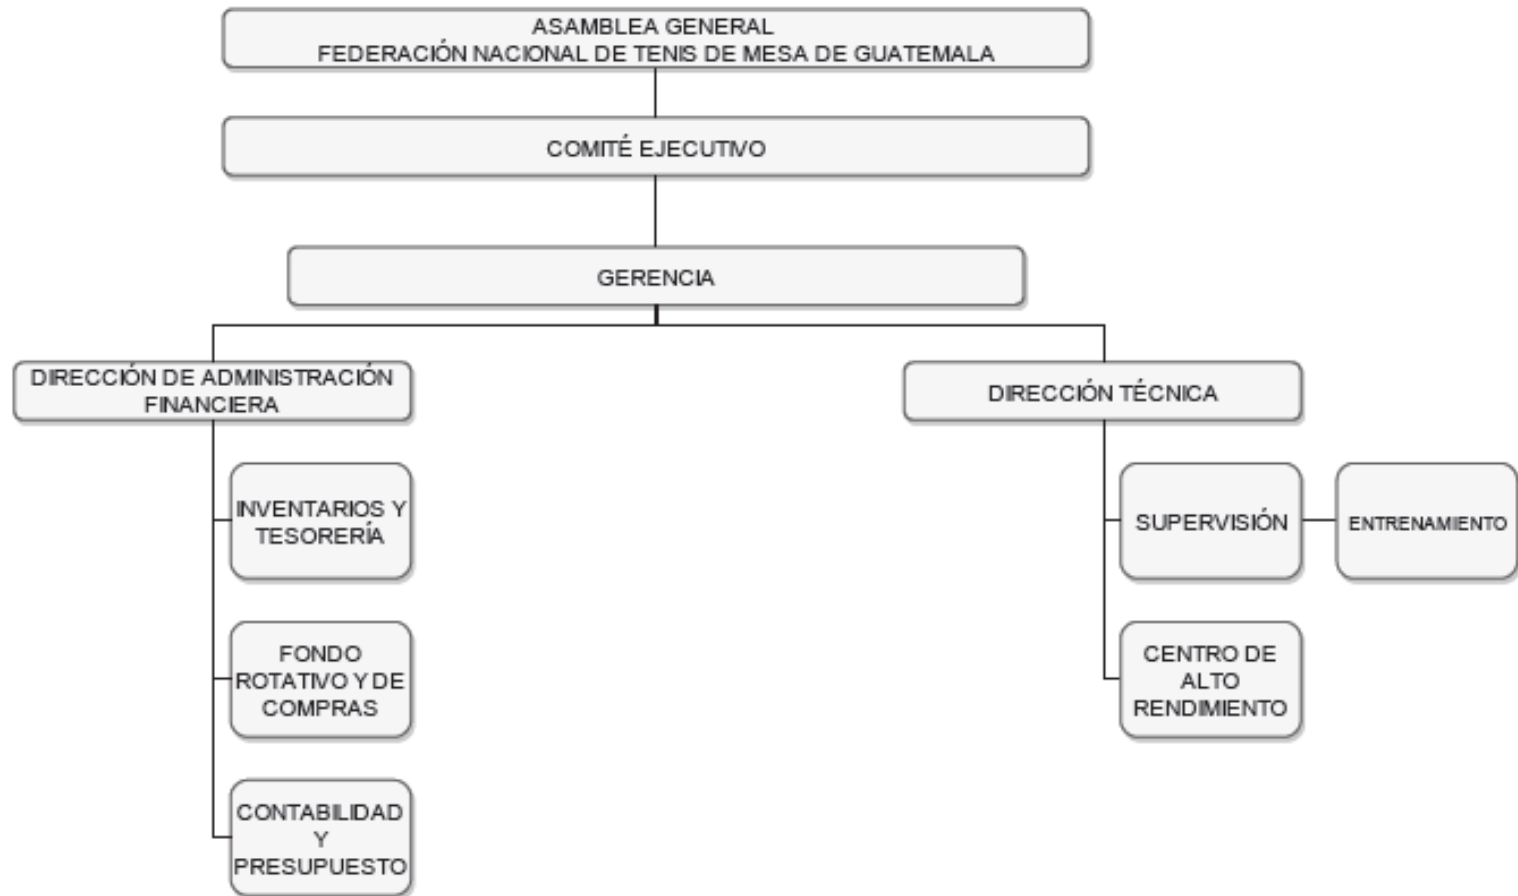 ASAMBLEA GENERAL
FEDERACIÓN NACIONAL DE TENIS DE MESA DE GUATEMALA
COMITÉ EJECUTIVO
GERENCIA
DIRECCIÓN DE ADMINISTRACIÓN
FINANCIERA
DIRECCIÓN TÉCNICA
INVENTARIOS Y
TESORERÍA
SUPERVISIÓN
ENTRENAMIENTO
FONDO
ROTATIVO Y DE
COMPRAS
CENTRO DE
ALTO
RENDIMIENTO
CONTABILIDAD
Y
PRESUPUESTO